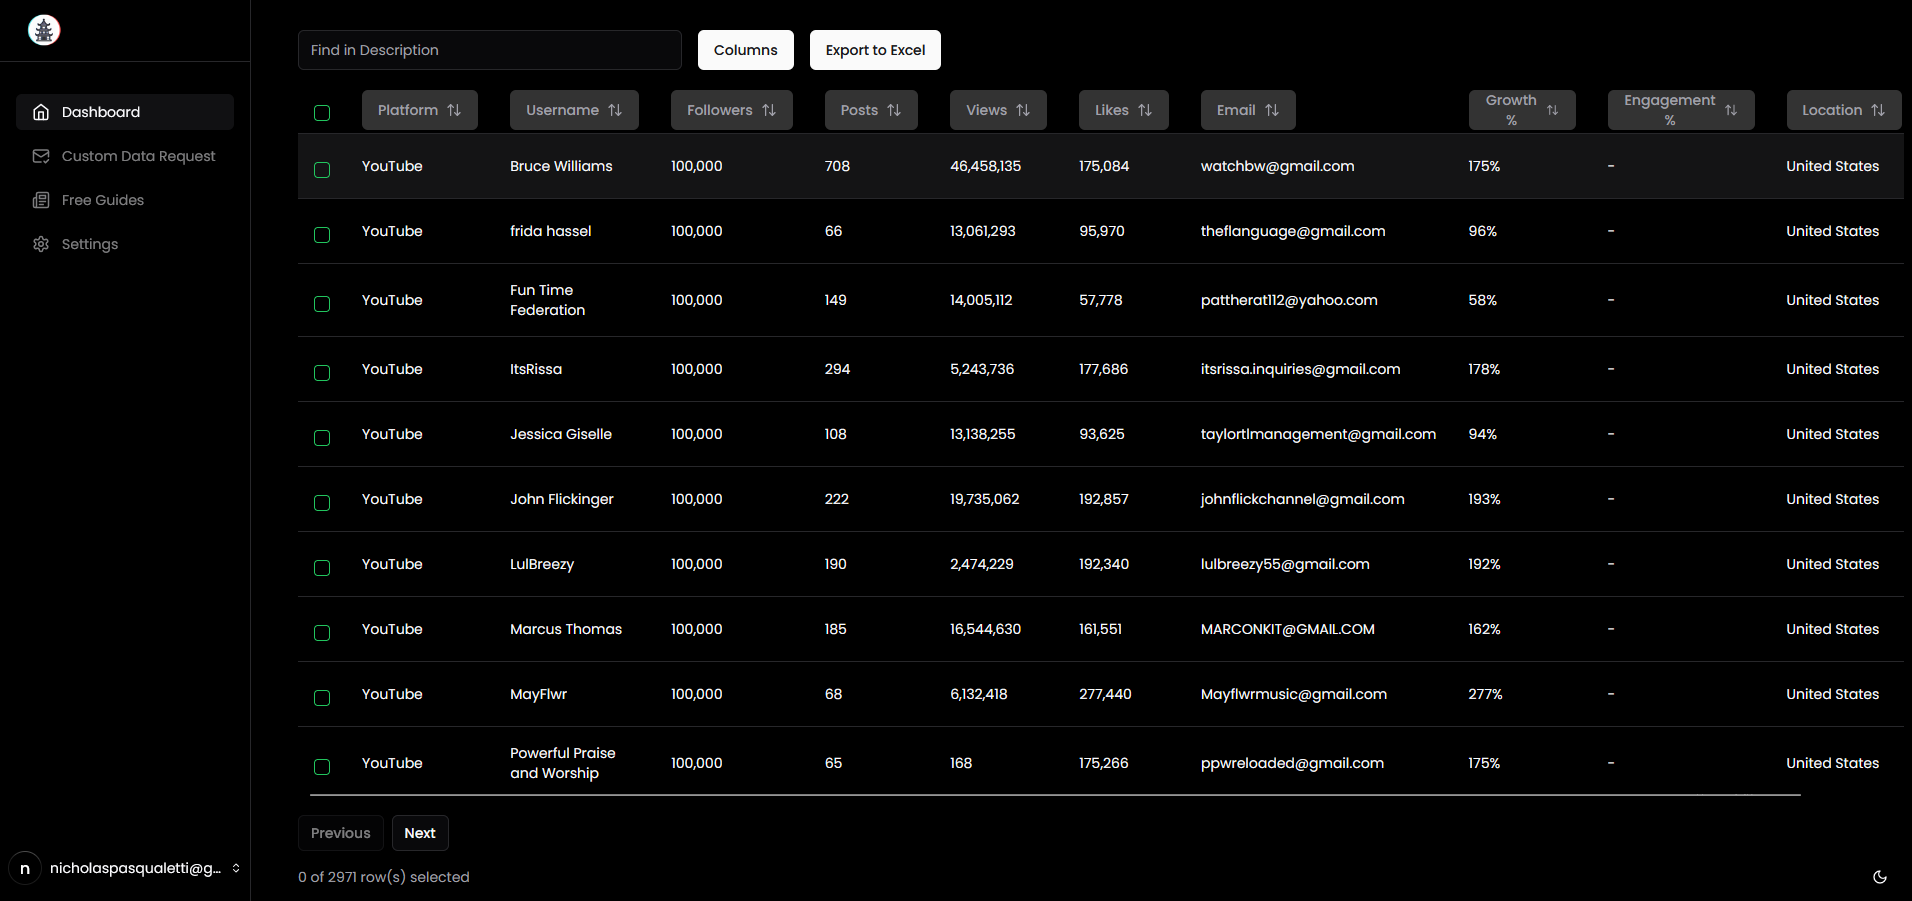 Find in Description
Columns
Export to Excel
Dashboard
Custom Data Request
Free Guides
Settings
Platform Username Followers Posts Views Likes Email Growth % Engagement % Location
YouTube Bruce Williams 100,000 708 46,458,135 175,084 watchbw@gmail.com 175% - United States
YouTube frida hassel 100,000 66 13,061,293 95,970 theflanguage@gmail.com 96% - United States
YouTube Fun Time Federation 100,000 149 14,005,112 57,778 pattherat112@yahoo.com 58% - United States
YouTube ItsRissa 100,000 294 5,243,736 177,686 itsrissa.inquiries@gmail.com 178% - United States
YouTube Jessica Giselle 100,000 108 13,138,255 93,625 taylortlmanagement@gmail.com 94% - United States
YouTube John Flickinger 100,000 222 19,735,062 192,857 johnflickchannel@gmail.com 193% - United States
YouTube LulBreezy 100,000 190 2,474,229 192,340 lulbreezy55@gmail.com 192% - United States
YouTube Marcus Thomas 100,000 185 16,544,630 161,551 MARCONKIT@GMAIL.COM 162% - United States
YouTube MayFlwr 100,000 68 6,132,418 277,440 Mayflwrmusic@gmail.com 277% - United States
YouTube Powerful Praise and Worship 100,000 65 168 175,266 ppwreloaded@gmail.com 175% - United States
Previous
Next
0 of 2971 row(s) selected
n
nicholaspasqualetti@g...